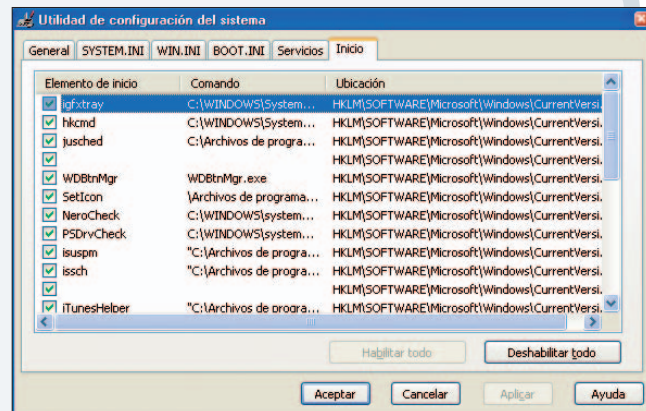 Utilidad de configuración del sistema
General SYSTEM.INI WIN.INI BOOT.INI Servicios Inicio
Elemento de inicio Comando Ubicación
igfxtray C:\WINDOWS\System... HKLM\SOFTWARE\Microsoft\Windows\CurrentVersi.
hkcmd C:\WINDOWS\System... HKLM\SOFTWARE\Microsoft\Windows\CurrentVersi.
jusched C:\Archivos de progra... HKLM\SOFTWARE\Microsoft\Windows\CurrentVersi.
HKLM\SOFTWARE\Microsoft\Windows\CurrentVersi.
WDBtnMgr WDBtnMgr.exe HKLM\SOFTWARE\Microsoft\Windows\CurrentVersi.
SetIcon \Archivos de programa... HKLM\SOFTWARE\Microsoft\Windows\CurrentVersi.
NeroCheck C:\WINDOWS\system... HKLM\SOFTWARE\Microsoft\Windows\CurrentVersi.
PSDrvCheck C:\WINDOWS\system... HKLM\SOFTWARE\Microsoft\Windows\CurrentVersi.
isuspm "C:\Archivos de progra... HKLM\SOFTWARE\Microsoft\Windows\CurrentVersi.
issch "C:\Archivos de progra... HKLM\SOFTWARE\Microsoft\Windows\CurrentVersi.
HKLM\SOFTWARE\Microsoft\Windows\CurrentVersi.
iTunesHelper "C:\Archivos de progra... HKLM\SOFTWARE\Microsoft\Windows\CurrentVersi.
Habilitar todo Deshabilitar todo
Aceptar Cancelar Aplicar Ayuda